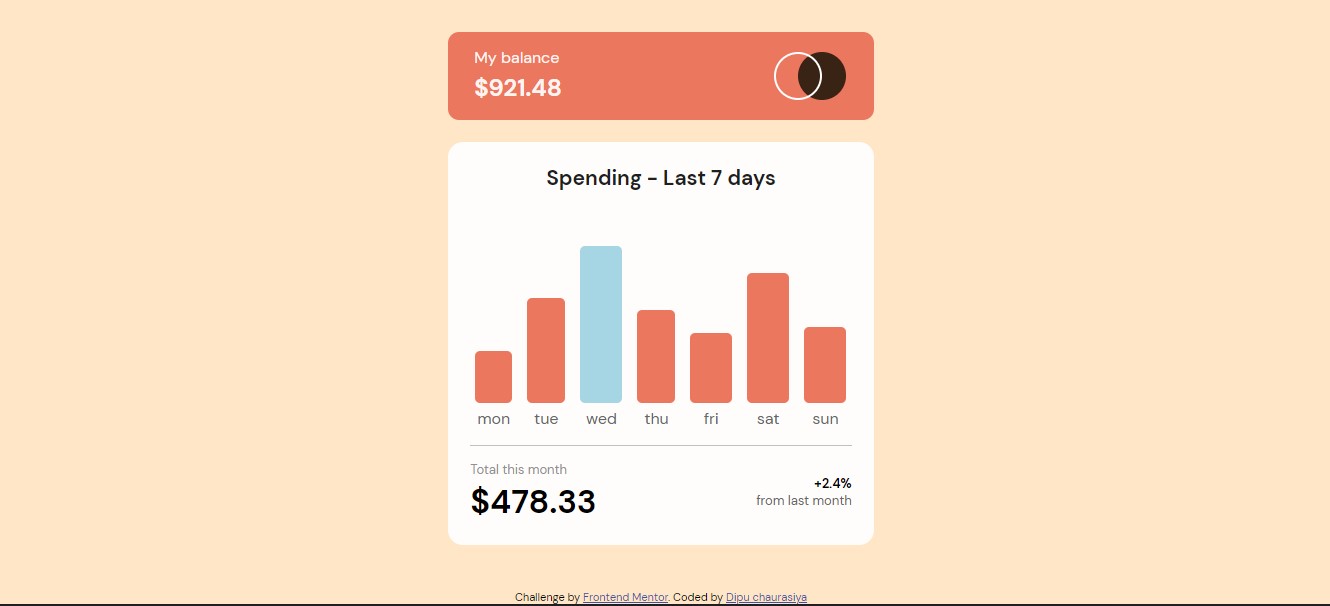 My balance
$921.48
Spending - Last 7 days
mon tue wed thu fri sat sun
Total this month
$478.33
+2.4%
from last month
Challenge by Frontend Mentor. Coded by Dipu chaurasiya